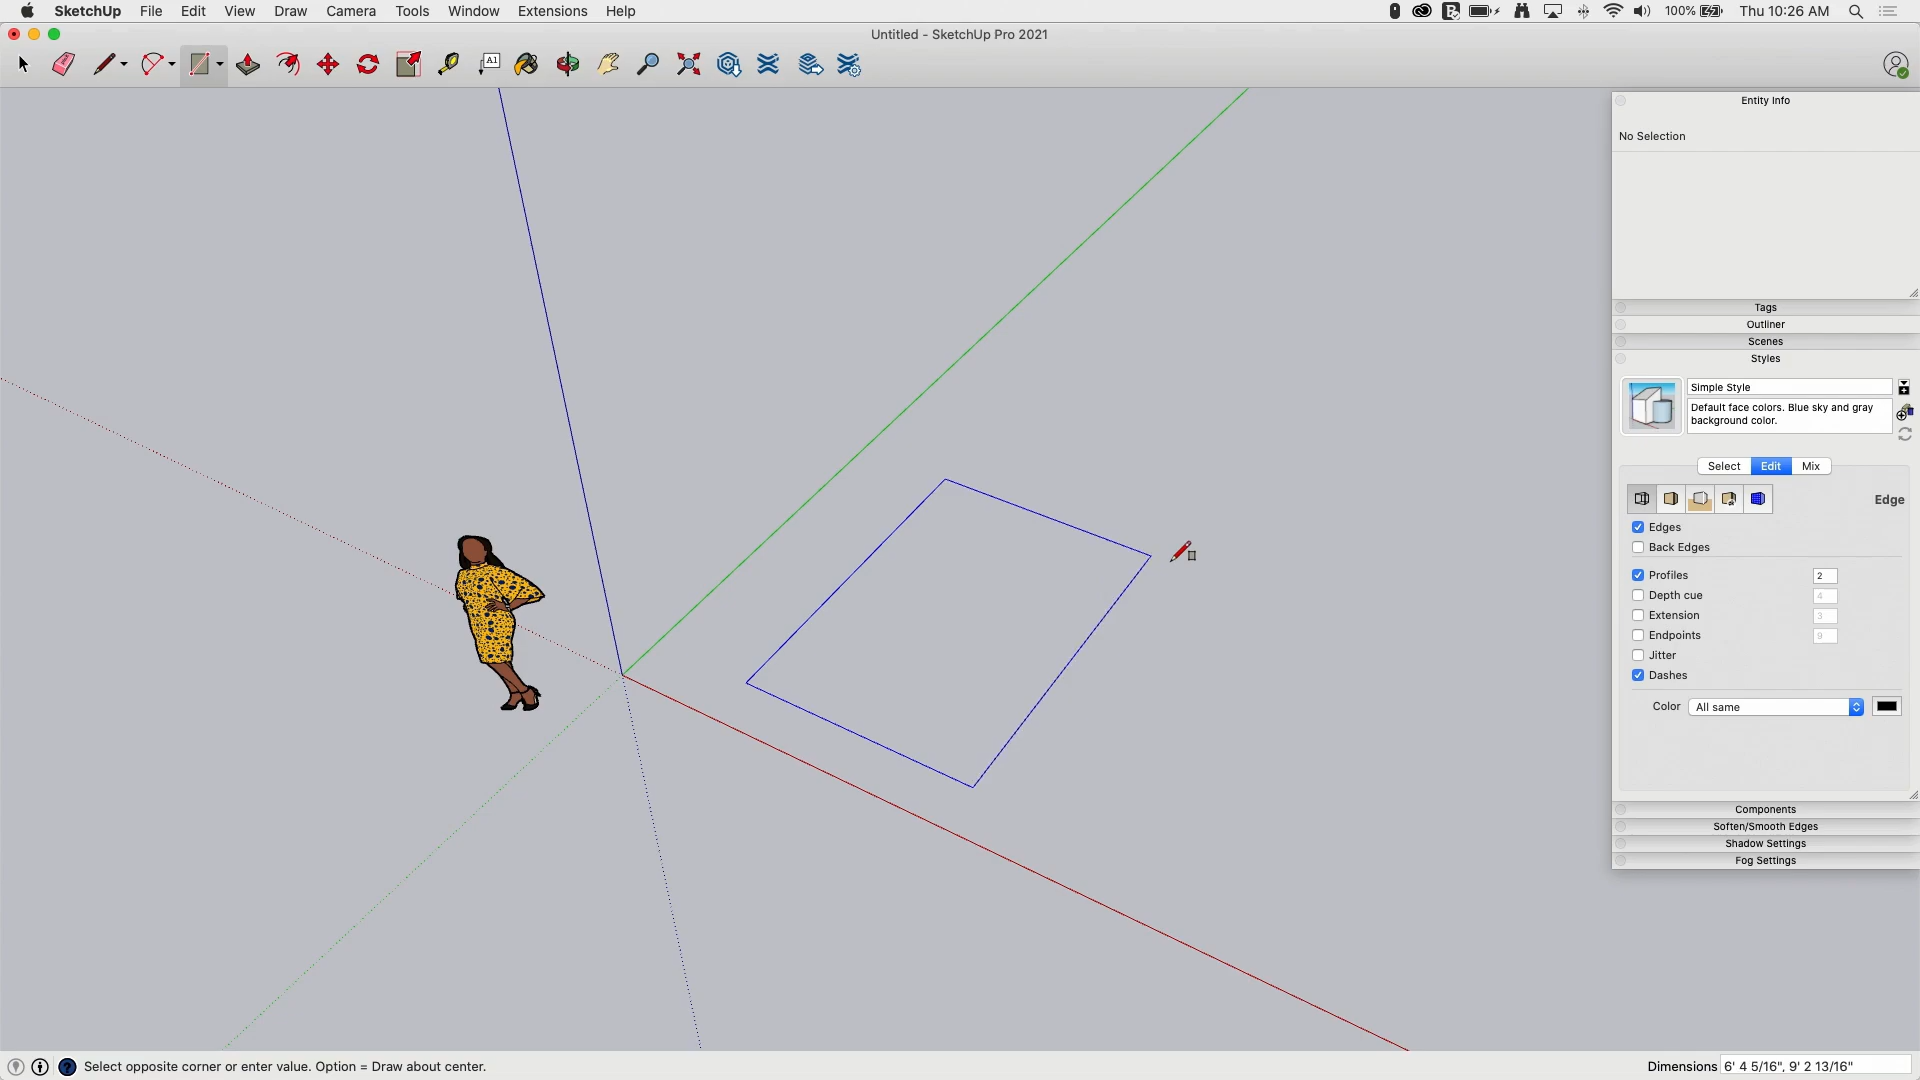 SketchUp File Edit View Draw Camera Tools Window Extensions Help
100% Thu 10:26 AM
Untitled - SketchUp Pro 2021
A1
Entity Info
No Selection
Tags
Outliner
Scenes
Styles
Simple Style
Default face colors. Blue sky and gray
background color.
Select Edit Mix
Edge
Edges
Back Edges
Profiles 2
Depth cue 4
Extension 3
Endpoints 9
Jitter
Dashes
Color All same
Components
Soften/Smooth Edges
Shadow Settings
Fog Settings
Select opposite corner or enter value. Option = Draw about center.
Dimensions 6' 4 5/16", 9' 2 13/16"